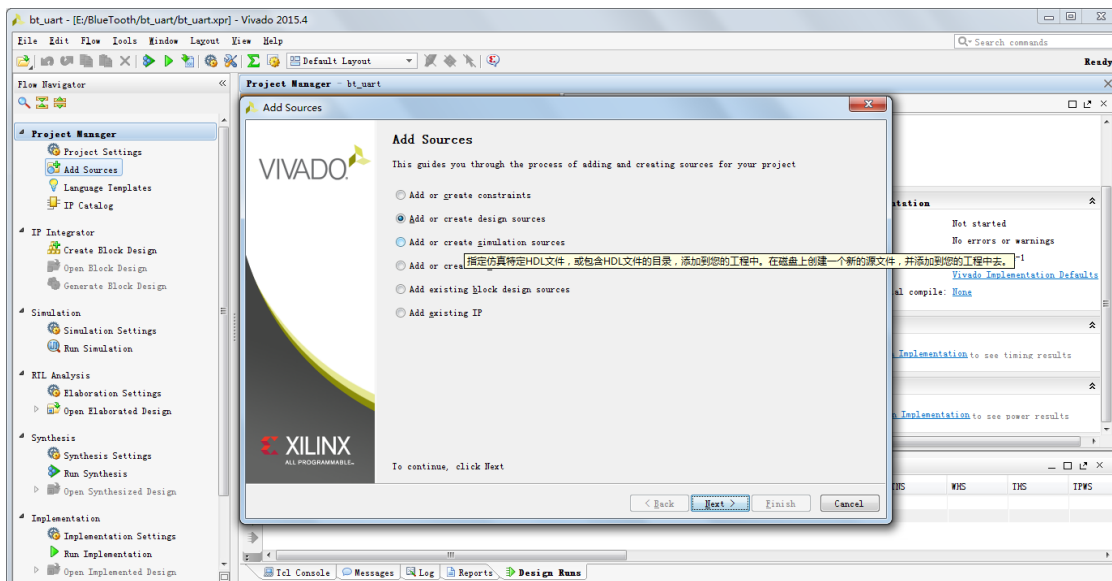 bt_uart - [E:/BlueTooth/bt_uart/bt_uart.xpr] - Vivado 2015.4
File Edit Flow Tools Window Layout View Help
Search commands
Default Layout
Ready
Flow Navigator
Project Manager
Project Settings
Add Sources
Language Templates
IP Catalog
IP Integrator
Create Block Design
Open Block Design
Generate Block Design
Simulation
Simulation Settings
Run Simulation
RTL Analysis
Elaboration Settings
Open Elaborated Design
Synthesis
Synthesis Settings
Run Synthesis
Open Synthesized Design
Implementation
Implementation Settings
Run Implementation
Open Implemented Design
Project Manager - bt_uart
Add Sources
VIVADO
Add Sources
This guides you through the process of adding and creating sources for your project
Add or create constraints
Add or create design sources
Add or create simulation sources
指定仿真特定HDL文件，或包含HDL文件的目录，添加到您的工程中。在磁盘上创建一个新的源文件，并添加到您的工程中去。
Add or crea
Add existing block design sources
Add existing IP
XILINX
ALL PROGRAMMABLE
To continue, click Next
< Back Next > Finish Cancel
ntation
Not started
No errors or warnings
-1
Vivado Implementation Defaults
al compile: None
Implementation to see timing results
Implementation to see power results
WHS THS TPWS
Tcl Console Messages Log Reports Design Runs